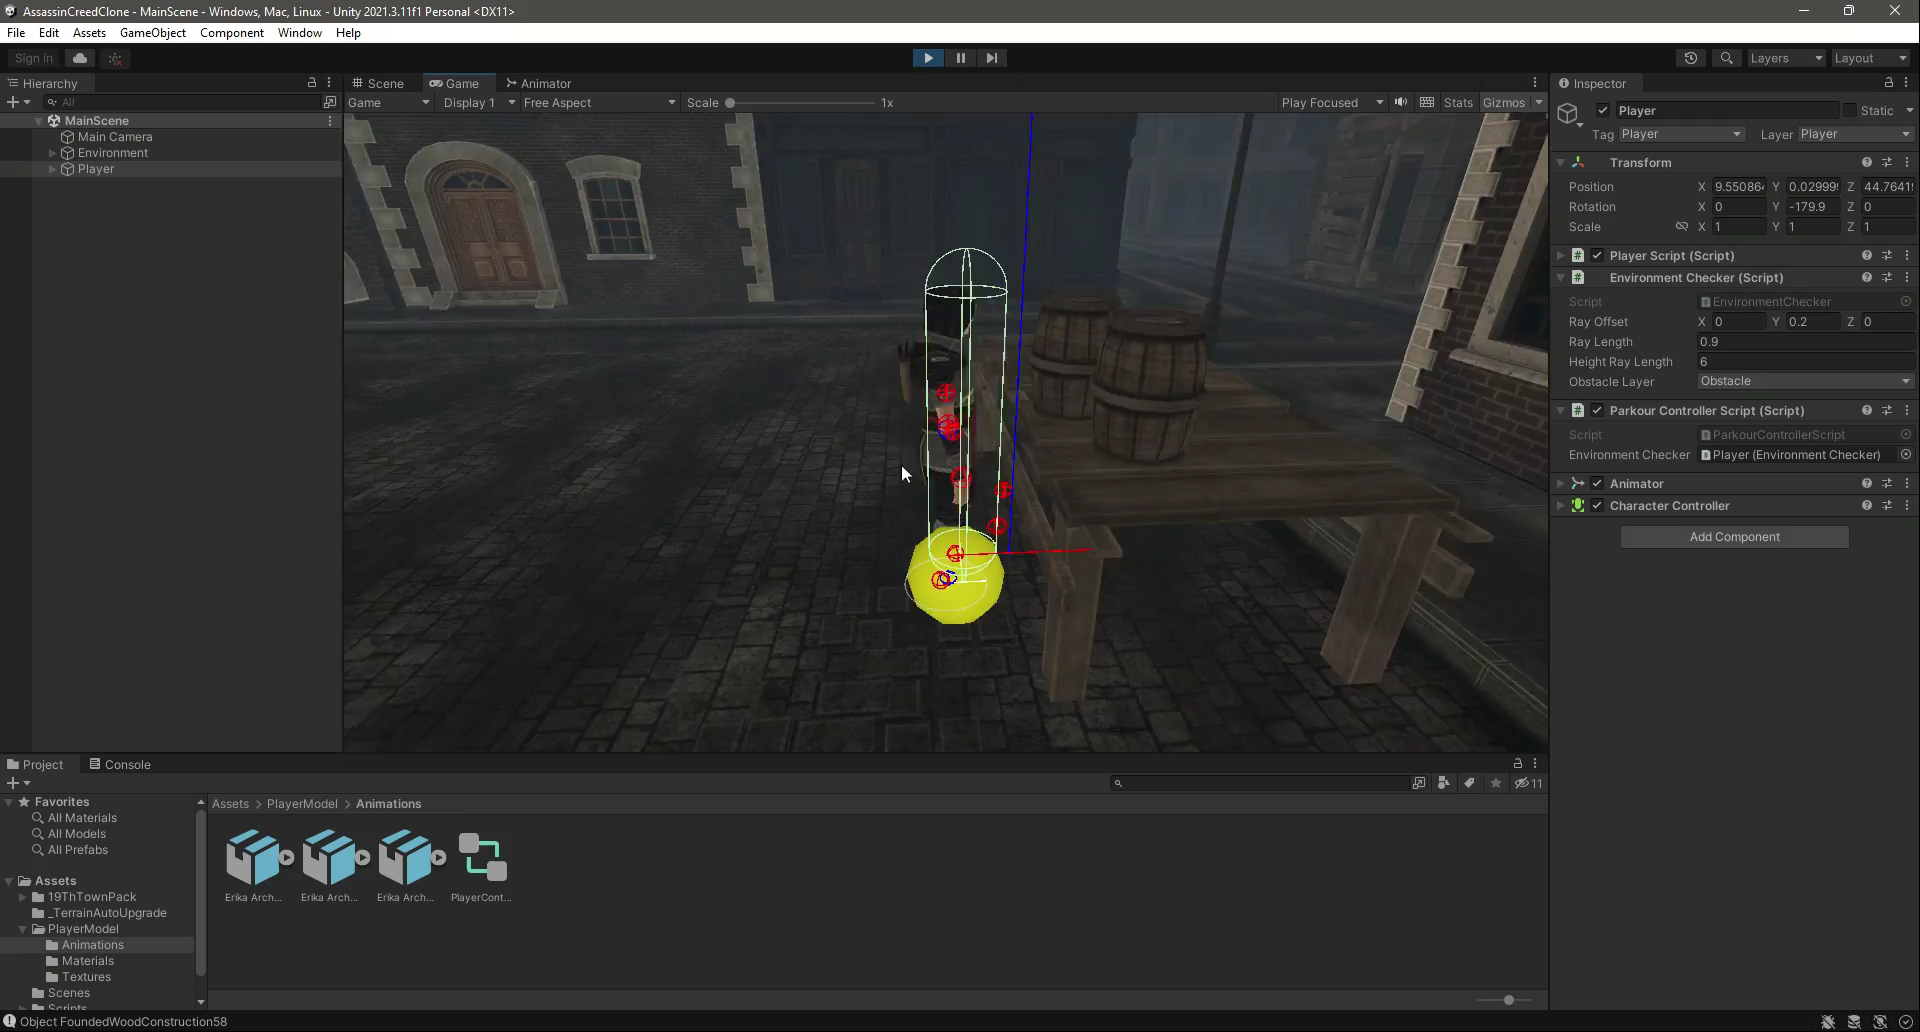 AssassinCreedClone - MainScene - Windows, Mac, Linux - Unity 2021.3.11f1 Personal <DX11>
File Edit Assets GameObject Component Window Help
Sign in
Layers Layout
Hierarchy
All
MainScene
Main Camera
Environment
Player
Scene Game Animator
Game Display 1 Free Aspect Scale 1x Play Focused Stats Gizmos
Inspector
Player Static
Tag Player Layer Player
Transform
Position X 9.55086 Y 0.02999 Z 44.7641
Rotation X 0 Y -179.9 Z 0
Scale X 1 Y 1 Z 1
Player Script (Script)
Environment Checker (Script)
Script EnvironmentChecker
Ray Offset X 0 Y 0.2 Z 0
Ray Length 0.9
Height Ray Length 6
Obstacle Layer Obstacle
Parkour Controller Script (Script)
Script ParkourControllerScript
Environment Checker Player (Environment Checker)
Animator
Character Controller
Add Component
Project Console
11
Favorites
All Materials
All Models
All Prefabs
Assets
19ThTownPack
_TerrainAutoUpgrade
PlayerModel
Animations
Materials
Textures
Scenes
Scripts
Assets > PlayerModel > Animations
Erika Arch... Erika Arch... Erika Arch... PlayerCont...
Object FoundedWoodConstruction58